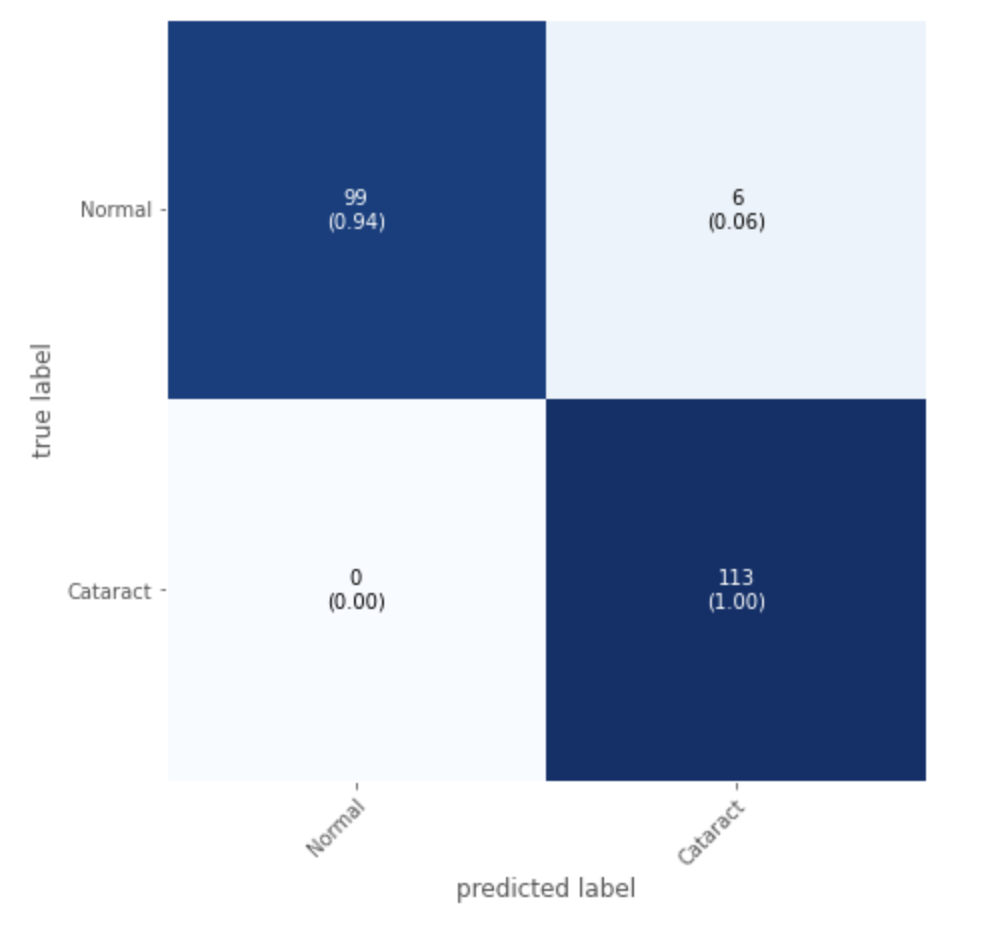 99
(0.94)
6
(0.06)
Normal
true label
0
(0.00)
113
(1.00)
Cataract
Normal
Cataract
predicted label